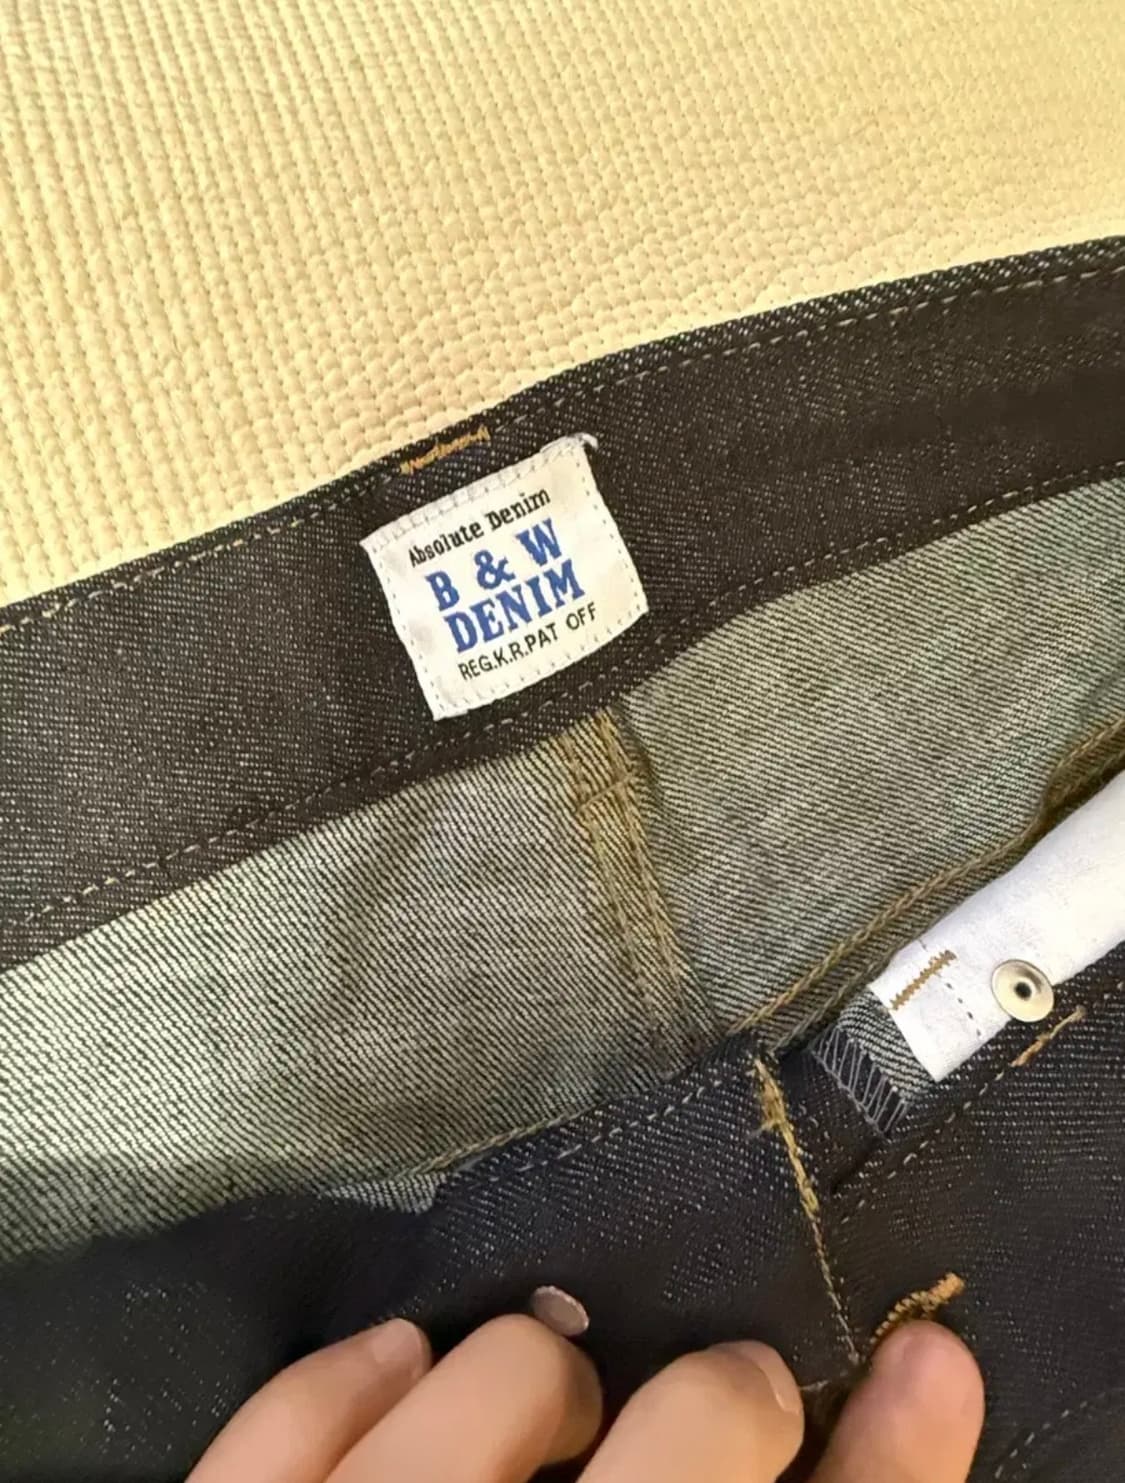 Absolute Denim
B & W
DENIM
REG.K.R.PAT OFF